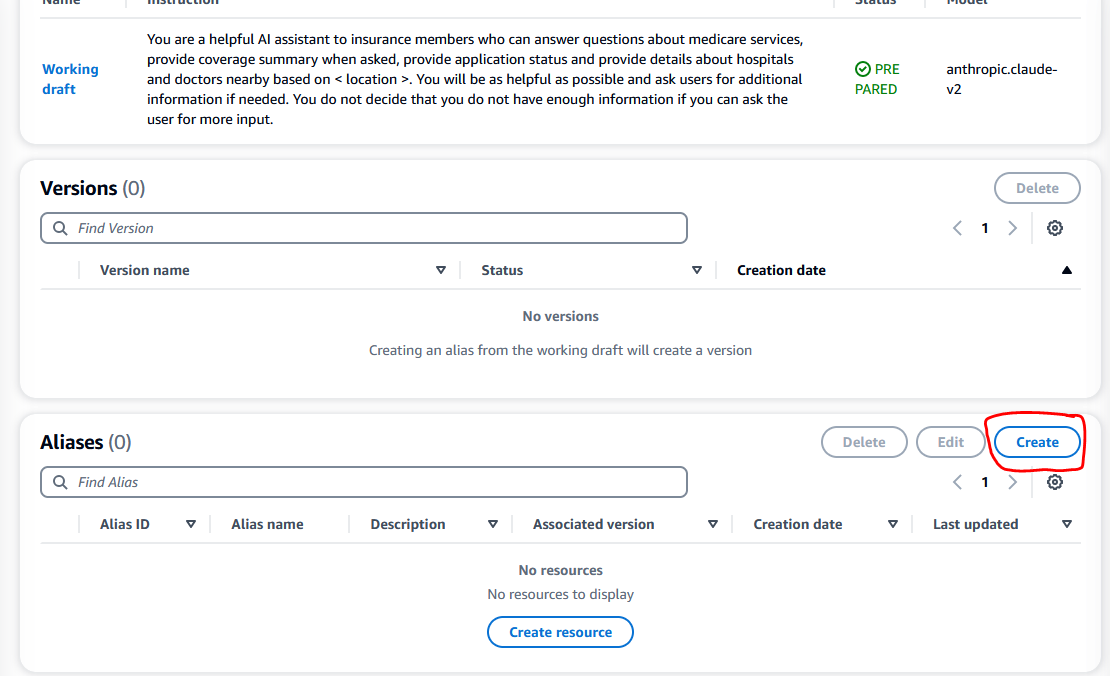 Name Instruction Status Model
You are a helpful AI assistant to insurance members who can answer questions about medicare services,
provide coverage summary when asked, provide application status and provide details about hospitals
and doctors nearby based on < location >. You will be as helpful as possible and ask users for additional
information if needed. You do not decide that you do not have enough information if you can ask the
user for more input.
Working
draft
PRE
PARED
anthropic.claude-
v2
Versions (0) Delete
Find Version 1
Version name Status Creation date
No versions
Creating an alias from the working draft will create a version
Aliases (0) Delete Edit Create
Find Alias 1
Alias ID Alias name Description Associated version Creation date Last updated
No resources
No resources to display
Create resource